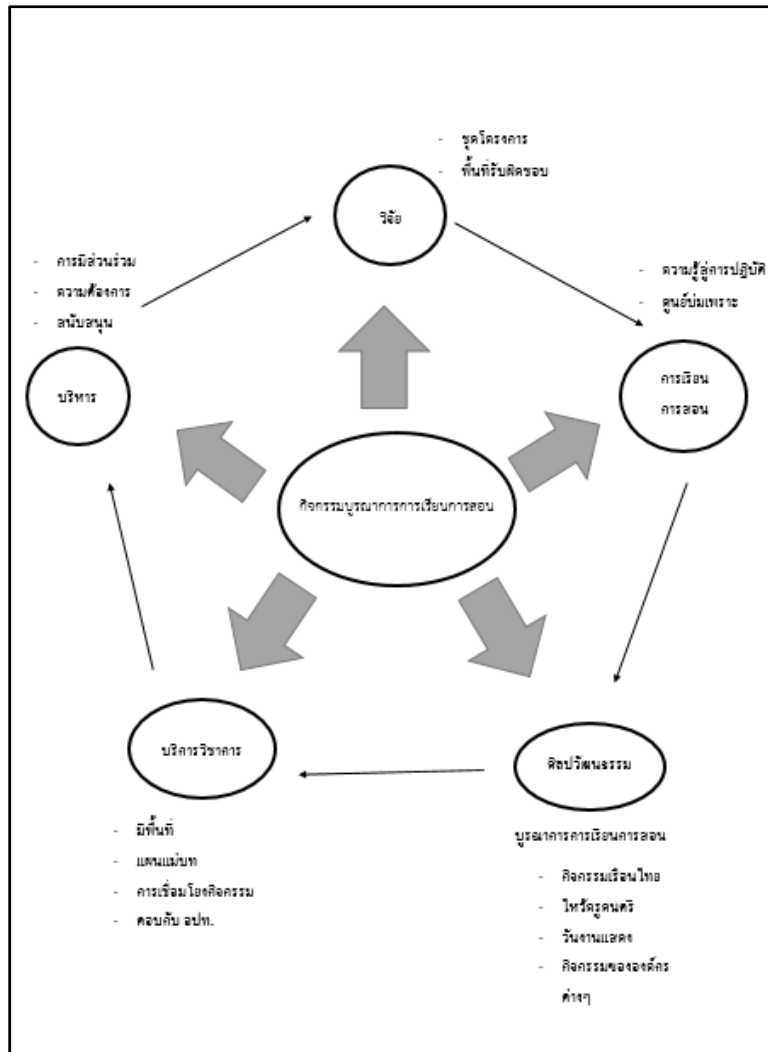 - ชุดโครงการ
- พื้นที่รับผิดชอบ
วิจัย
- การมีส่วนร่วม
- ความต้องการ
- สนับสนุน
- ความรู้สู่การปฏิบัติ
- ศูนย์บ่มเพราะ
บริหาร
การเรียน
การสอน
กิจกรรมบูรณาการการเรียนการสอน
บริการวิชาการ
ศิลปวัฒนธรรม
- มีพื้นที่
- แผนแม่บท
- การเชื่อมโยงกิจกรรม
- ตอบกับ อปท.
บูรณาการการเรียนการสอน
- กิจกรรมเรือนไทย
- ไหว้ครูดนตรี
- วันงานแสดง
- กิจกรรมขององค์กร
ต่างๆ